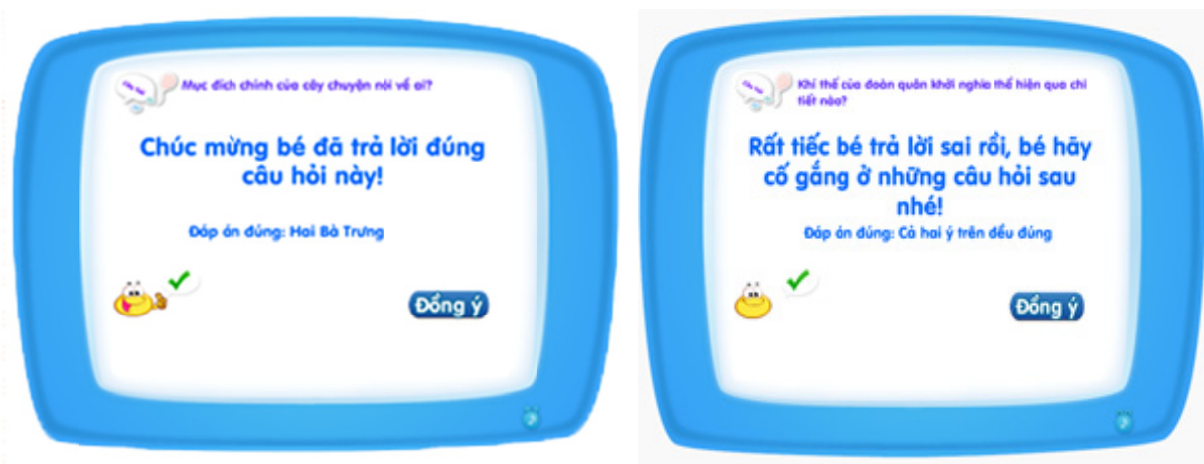 Mục đích chính của cây chuyện nói về ai?
Chúc mừng bé đã trả lời đúng
câu hỏi này!
Đáp án đúng: Hai Bà Trưng
Đồng ý
Khí thế của đoàn quân khởi nghĩa thể hiện qua chi
tiết nào?
Rất tiếc bé trả lời sai rồi, bé hãy
cố gắng ở những câu hỏi sau
nhé!
Đáp án đúng: Cả hai ý trên đều đúng
Đồng ý